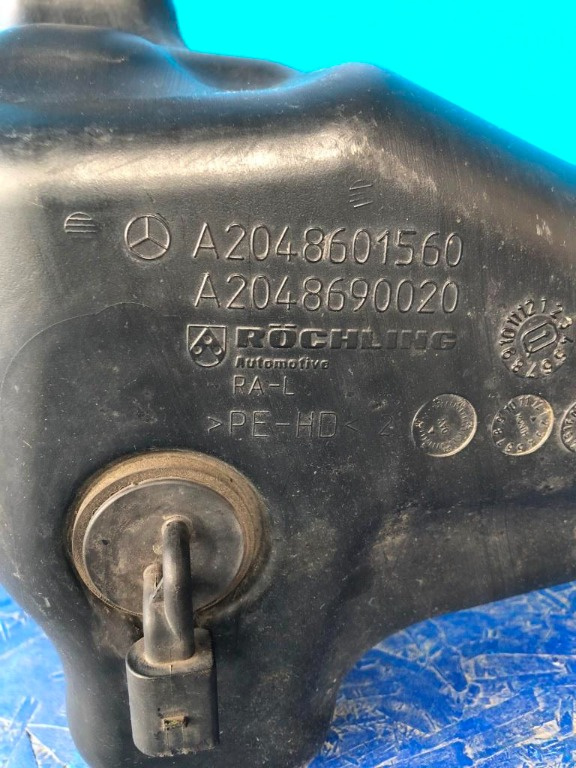 A2048601560
A2048690020
RÖCHLING
Automotive
RA-L
>PE-HD<